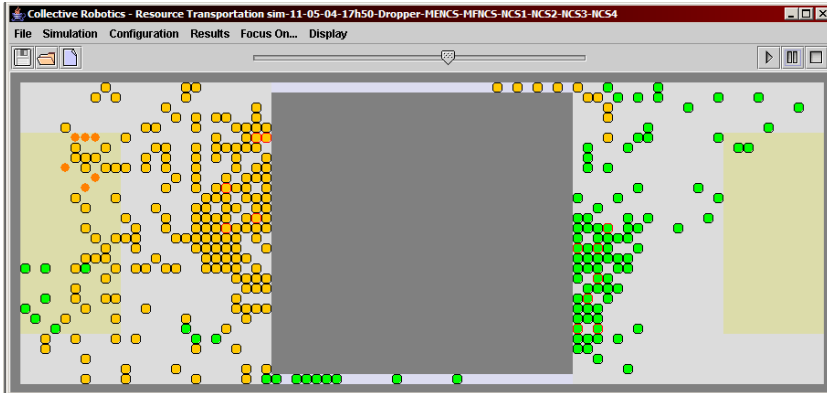 Collective Robotics - Resource Transportation sim-11-05-04-17h50-Dropper-MENCS-MFNCS-NCS1-NCS2-NCS3-NCS4
File Simulation Configuration Results Focus On... Display